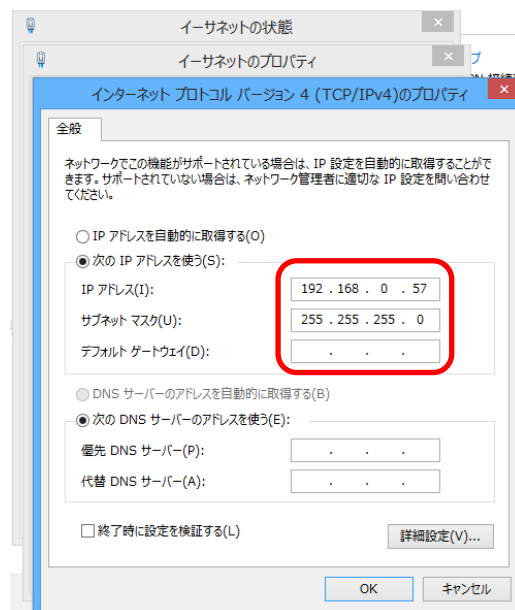 イーサネットの状態
イーサネットのプロパティ
インターネット プロトコル バージョン 4 (TCP/IPv4)のプロパティ
全般
ネットワークでこの機能がサポートされている場合は、IP 設定を自動的に取得することがで
きます。サポートされていない場合は、ネットワーク管理者に適切な IP 設定を問い合わせ
てください。
IP アドレスを自動的に取得する(O)
次の IP アドレスを使う(S):
IP アドレス(I): 192 . 168 . 0 . 57
サブネット マスク(U): 255 . 255 . 255 . 0
デフォルト ゲートウェイ(D): . . .
DNS サーバーのアドレスを自動的に取得する(B)
次の DNS サーバーのアドレスを使う(E):
優先 DNS サーバー(P): . . .
代替 DNS サーバー(A): . . .
終了時に設定を検証する(L)
詳細設定(V)...
OK キャンセル